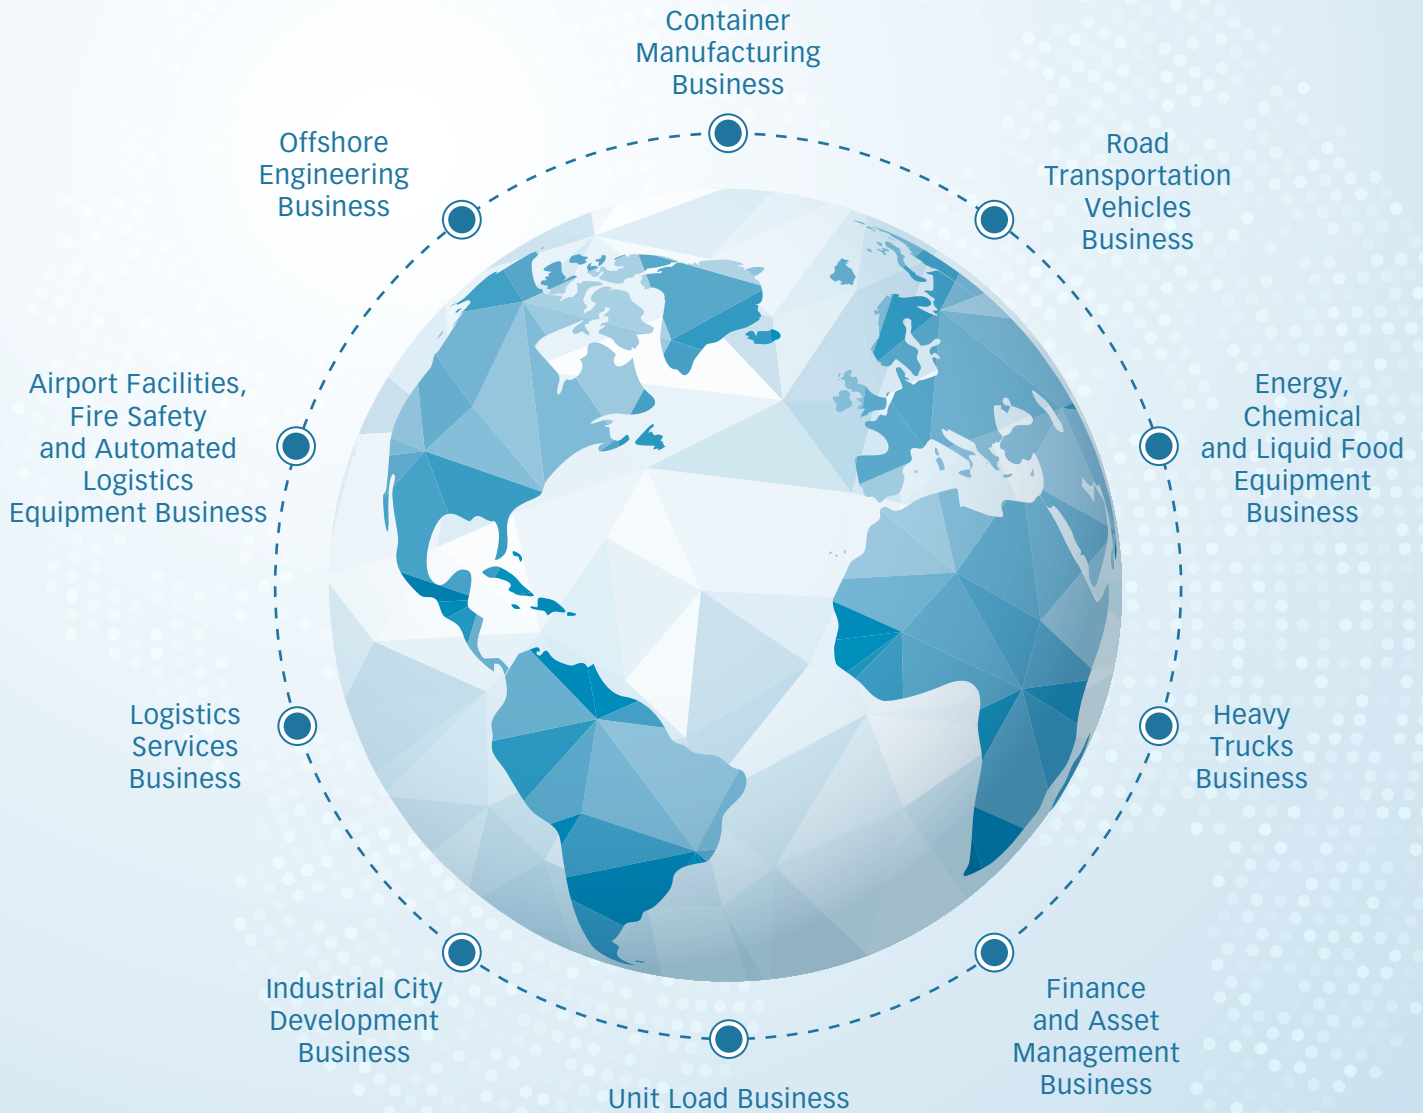 Container
Manufacturing
Business
Road
Transportation
Vehicles
Business
Energy,
Chemical
and Liquid Food
Equipment
Business
Heavy
Trucks
Business
Finance
and Asset
Management
Business
Unit Load Business
Industrial City
Development
Business
Logistics
Services
Business
Airport Facilities,
Fire Safety
and Automated
Logistics
Equipment Business
Offshore
Engineering
Business